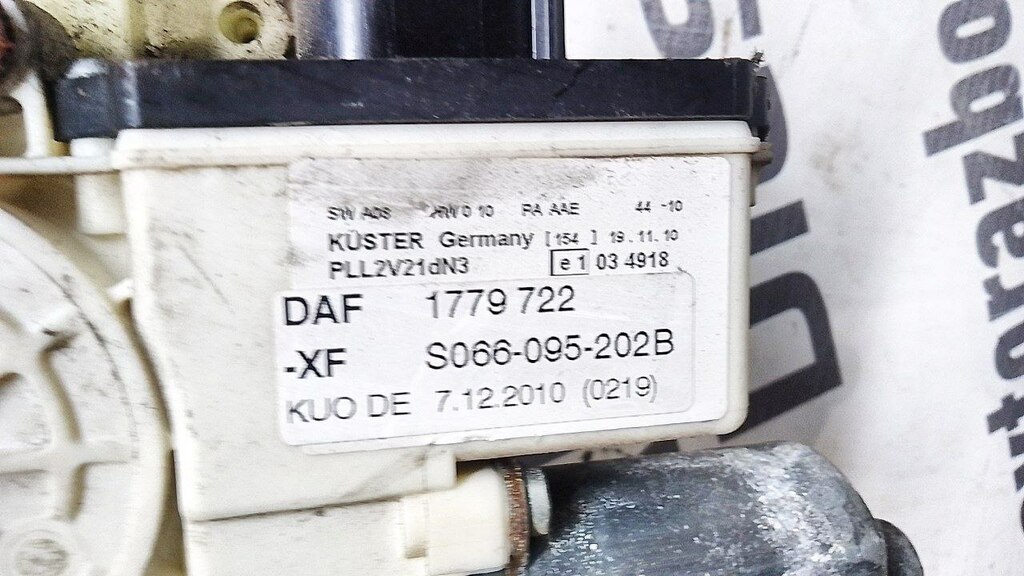 SW A08 HW 0 10 PA AAE 44 -10
KÜSTER Germany [154 ] 19.11.10
PLL2V21dN3 e 1 03 4918
DAF 1779 722
-XF S066-095-202B
KUO DE 7.12.2010 (0219)